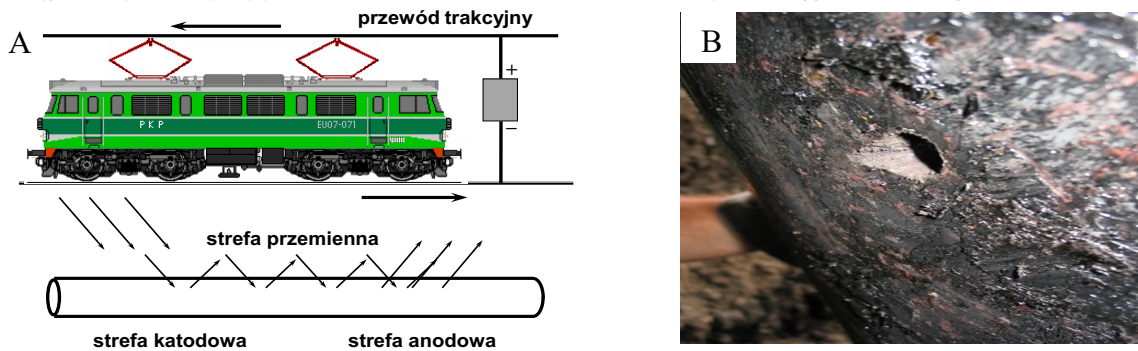 A
przewód trakcyjny
+
−
P K P
EU07-071
strefa przemienna
strefa katodowa
strefa anodowa
B